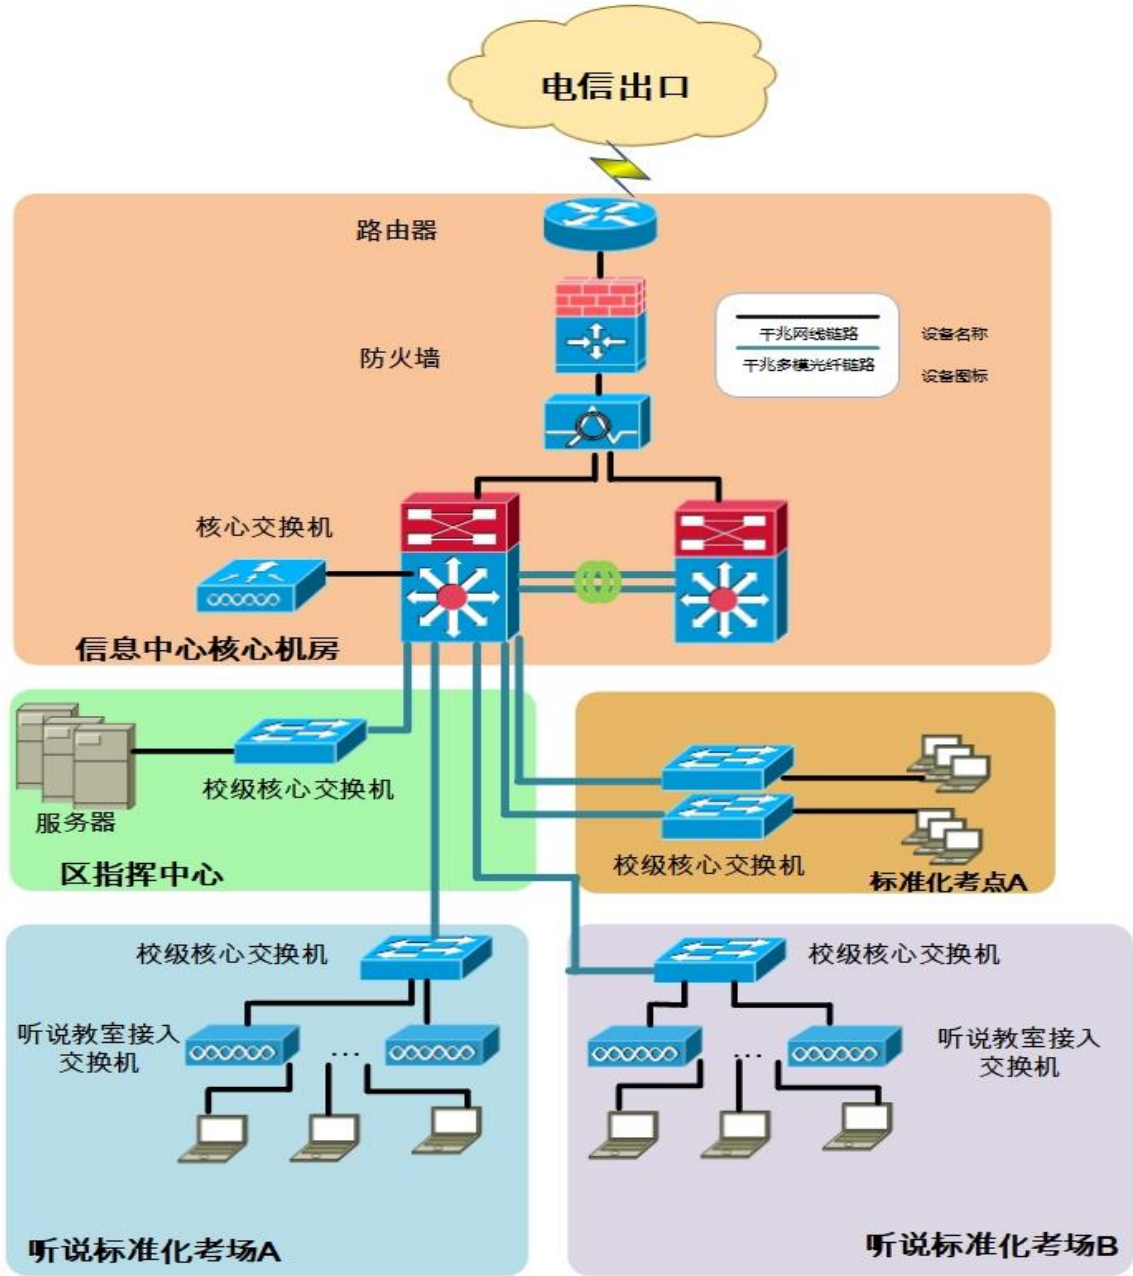 电信出口
路由器
防火墙
千兆网线链路
千兆多模光纤链路
设备名称
设备图标
核心交换机
信息中心核心机房
校级核心交换机
服务器
区指挥中心
校级核心交换机
标准化考点A
校级核心交换机
听说教室接入
交换机
...
听说标准化考场A
校级核心交换机
听说教室接入
交换机
...
听说标准化考场B